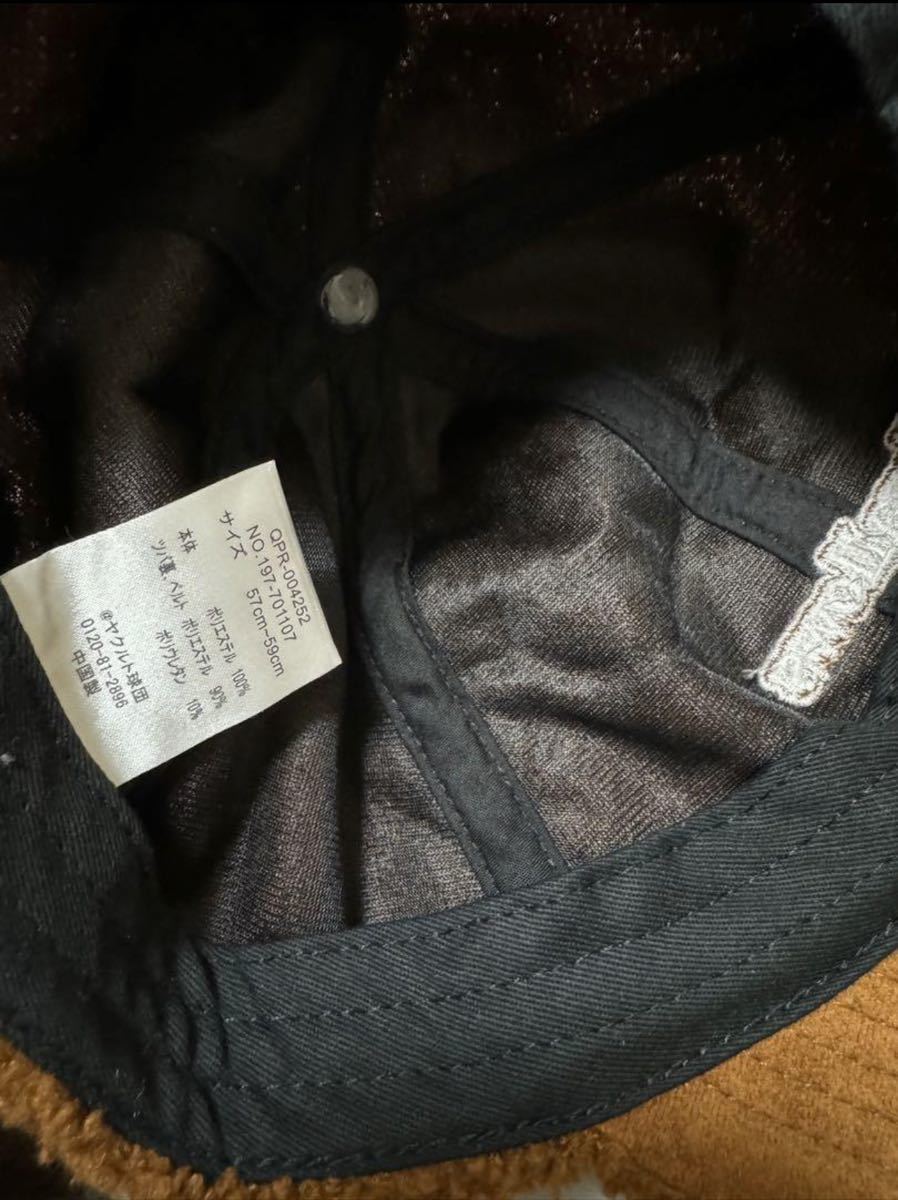 QPR-004252
NO.197-701107
サイズ 57cm~59cm
本体 ポリエステル 100%
ツバ裏、ベルト ポリエステル 90%
ポリウレタン 10%
@ヤクルト球団
0120-81-2896
中国製